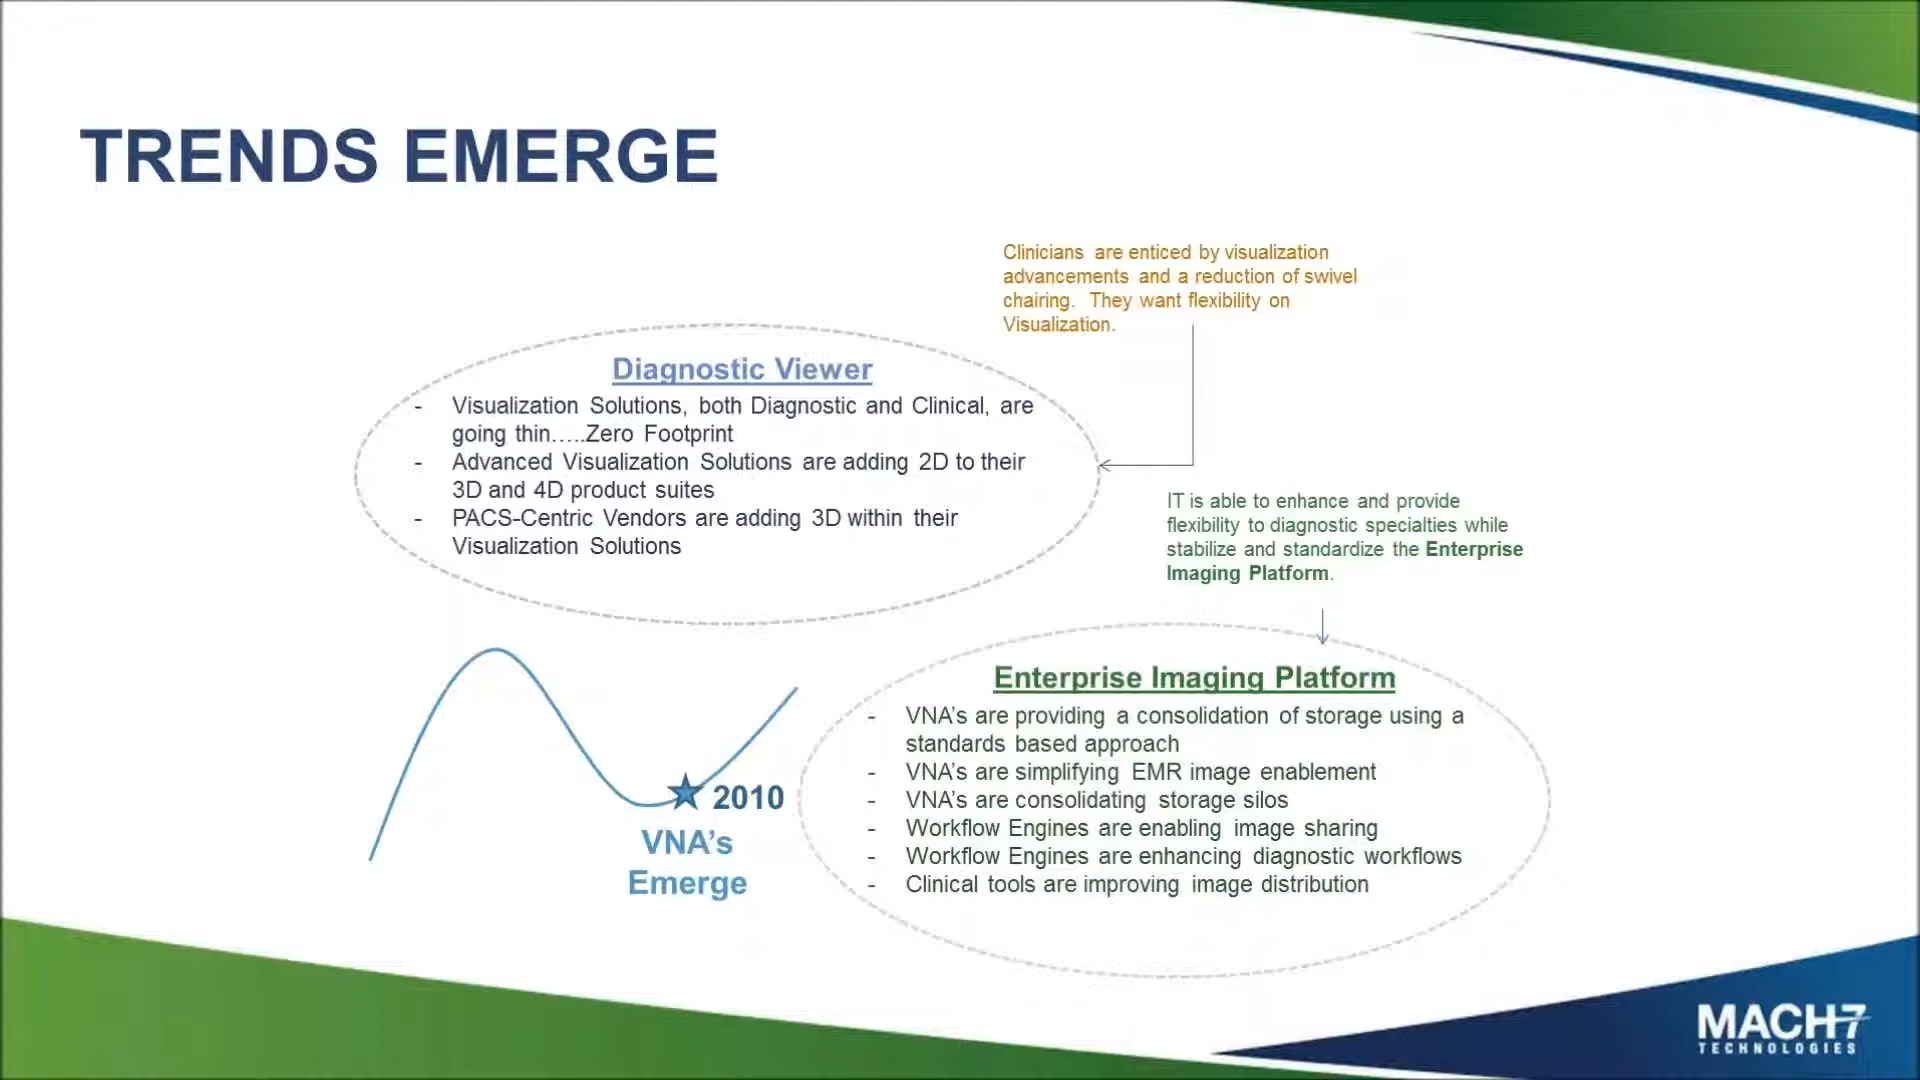 TRENDS EMERGE
Clinicians are enticed by visualization
advancements and a reduction of swivel
chairing. They want flexibility on
Visualization.
Diagnostic Viewer
- Visualization Solutions, both Diagnostic and Clinical, are
going thin…..Zero Footprint
- Advanced Visualization Solutions are adding 2D to their
3D and 4D product suites
- PACS-Centric Vendors are adding 3D within their
Visualization Solutions
IT is able to enhance and provide
flexibility to diagnostic specialties while
stabilize and standardize the Enterprise
Imaging Platform.
Enterprise Imaging Platform
- VNA’s are providing a consolidation of storage using a
standards based approach
- VNA’s are simplifying EMR image enablement
- VNA’s are consolidating storage silos
- Workflow Engines are enabling image sharing
- Workflow Engines are enhancing diagnostic workflows
- Clinical tools are improving image distribution
2010
VNA’s
Emerge
MACH7
TECHNOLOGIES